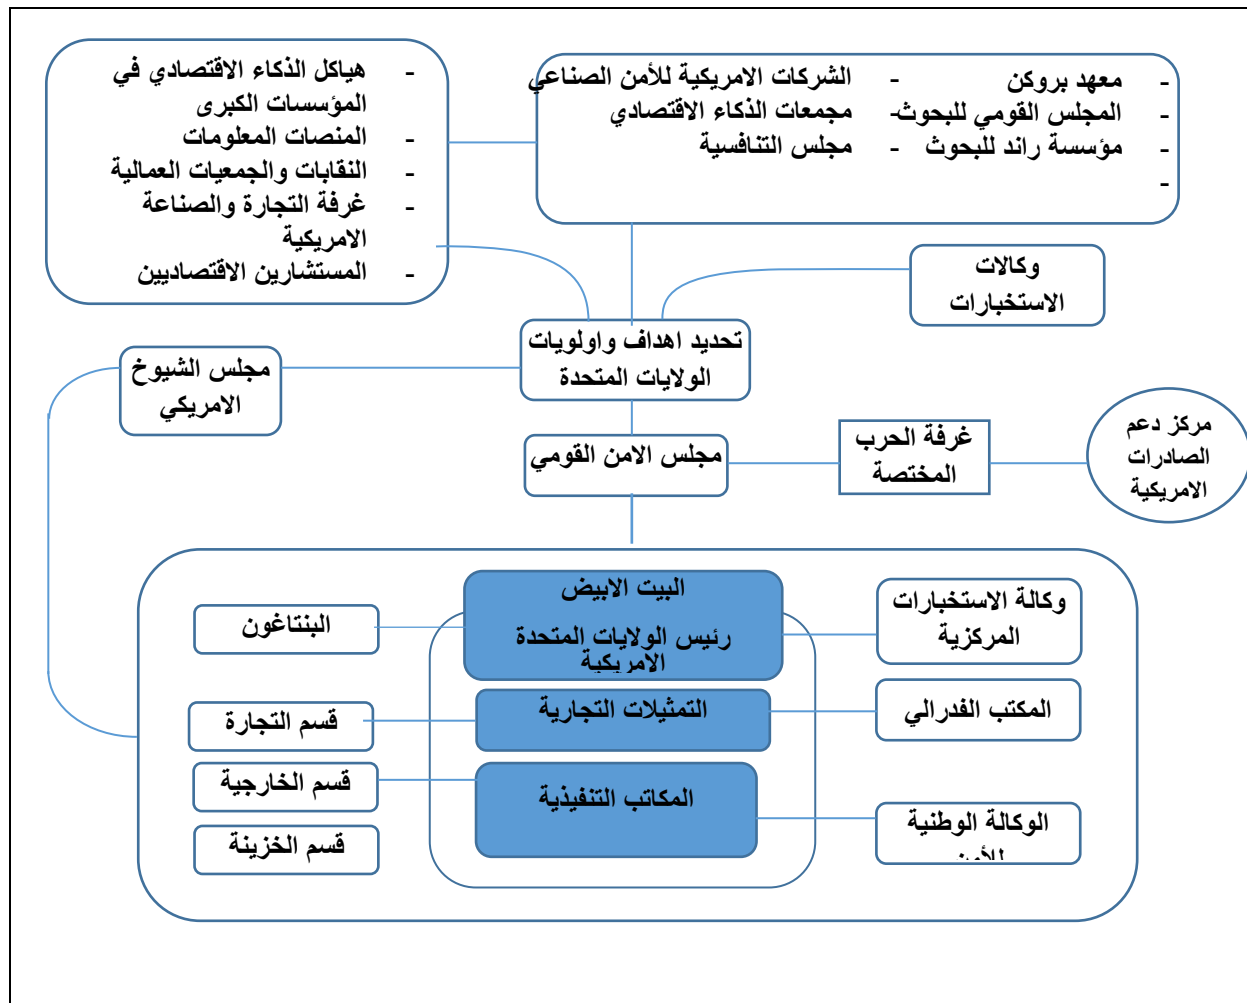 - معهد بروكن
- المجلس القومي للبحوث
- مؤسسة راند للبحوث
-
- الشركات الامريكية للأمن الصناعي
- مجمعات الذكاء الاقتصادي
- مجلس التنافسية
- هياكل الذكاء الاقتصادي في
المؤسسات الكبرى
- المنصات المعلومات
- النقابات والجمعيات العمالية
- غرفة التجارة والصناعة
الامريكية
- المستشارين الاقتصاديين
وكالات
الاستخبارات
تحديد اهداف واولويات
الولايات المتحدة
مجلس الشيوخ
الامريكي
مركز دعم
الصادرات
الامريكية
غرفة الحرب
المختصة
مجلس الامن القومي
وكالة الاستخبارات
المركزية
البيت الابيض
رئيس الولايات المتحدة
الامريكية
البنتاغون
المكتب الفدرالي
التمثيلات التجارية
قسم التجارة
المكاتب التنفيذية
قسم الخارجية
الوكالة الوطنية
للأمن
قسم الخزينة